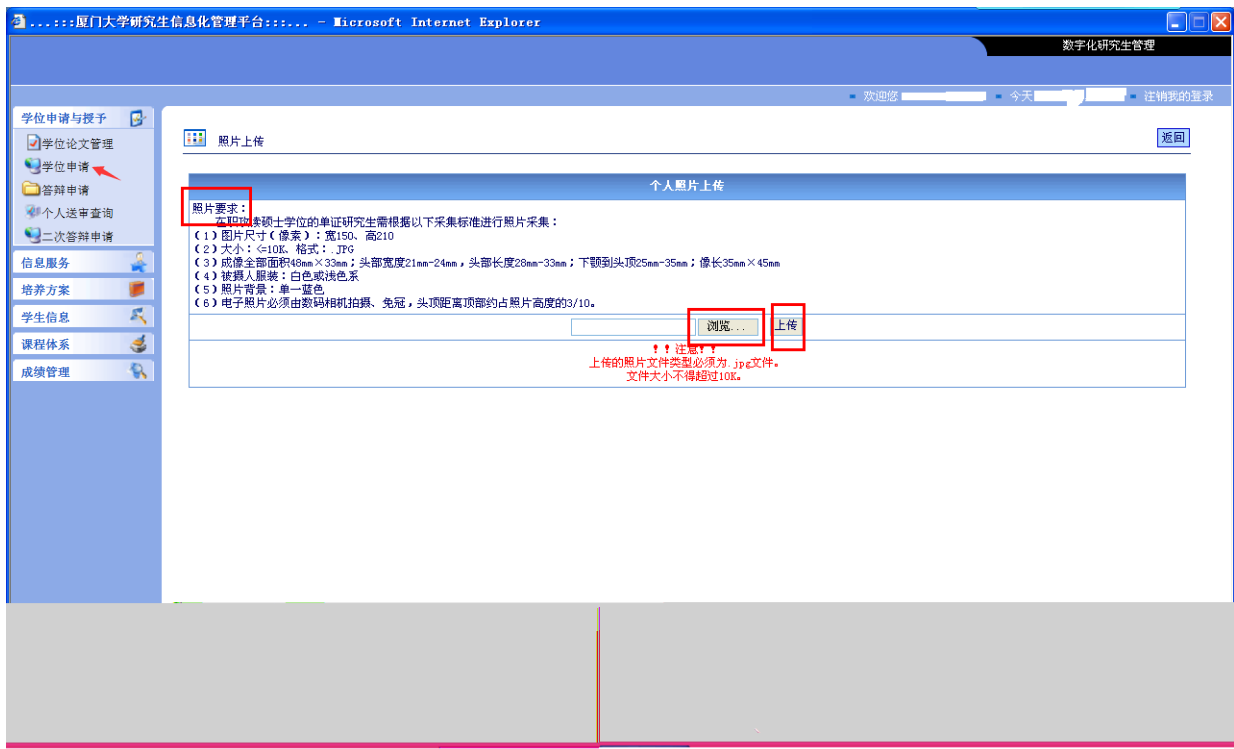 ...:::厦门大学研究生信息化管理平台:::... - Microsoft Internet Explorer
数字化研究生管理
欢迎您
今天
注销我的登录
学位申请与授予
学位论文管理
学位申请
答辩申请
个人送审查询
二次答辩申请
信息服务
培养方案
学生信息
课程体系
成绩管理
照片上传
返回
个人照片上传
照片要求：
在职攻读硕士学位的单证研究生需根据以下采集标准进行照片采集：
(1)图片尺寸(像素)：宽150、高210
(2)大小：<=10K、格式：.JPG
(3)成像全部面积48mm×33mm；头部宽度21mm-24mm，头部长度28mm-33mm；下颚到头顶25mm-35mm；像长35mm×45mm
(4)被摄人服装：白色或浅色系
(5)照片背景：单一蓝色
(6)电子照片必须由数码相机拍摄、免冠，头顶距离顶部约占照片高度的3/10。
浏览...
上传
！！注意！！
上传的照片文件类型必须为.jpg文件。
文件大小不得超过10K。